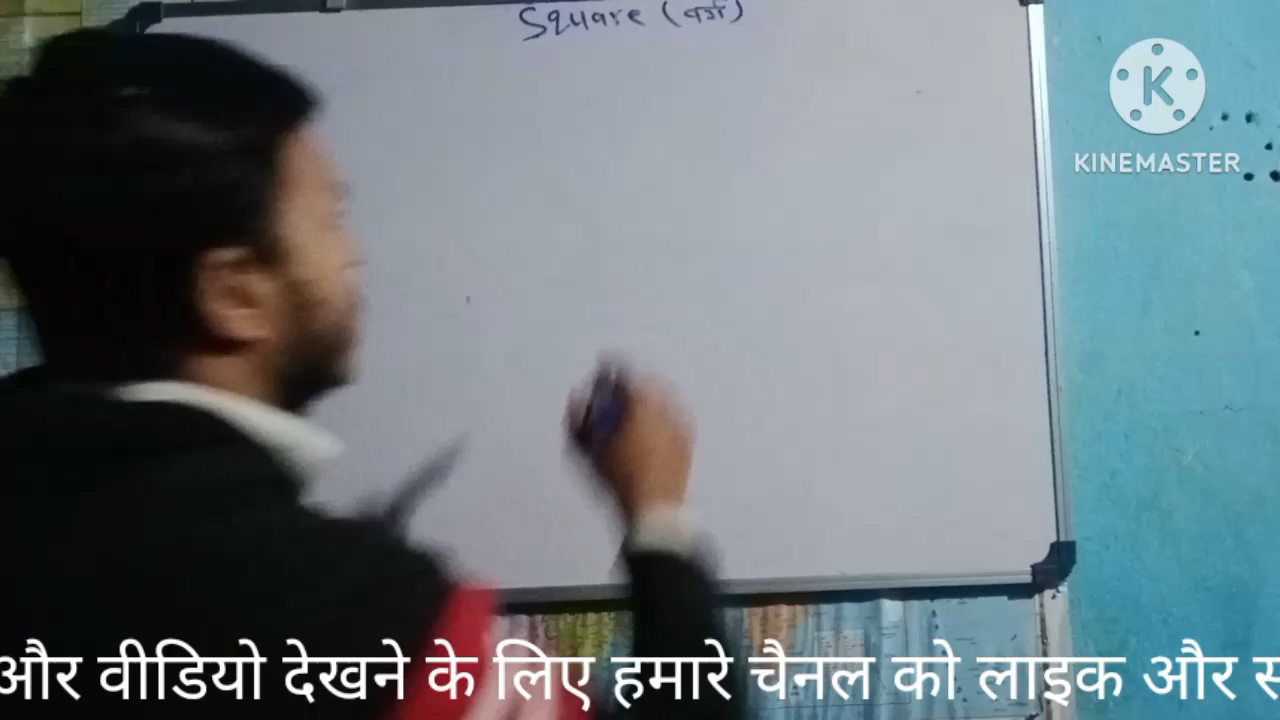 Square (वर्ग)
K
KINEMASTER
और वीडियो देखने के लिए हमारे चैनल को लाइक और स